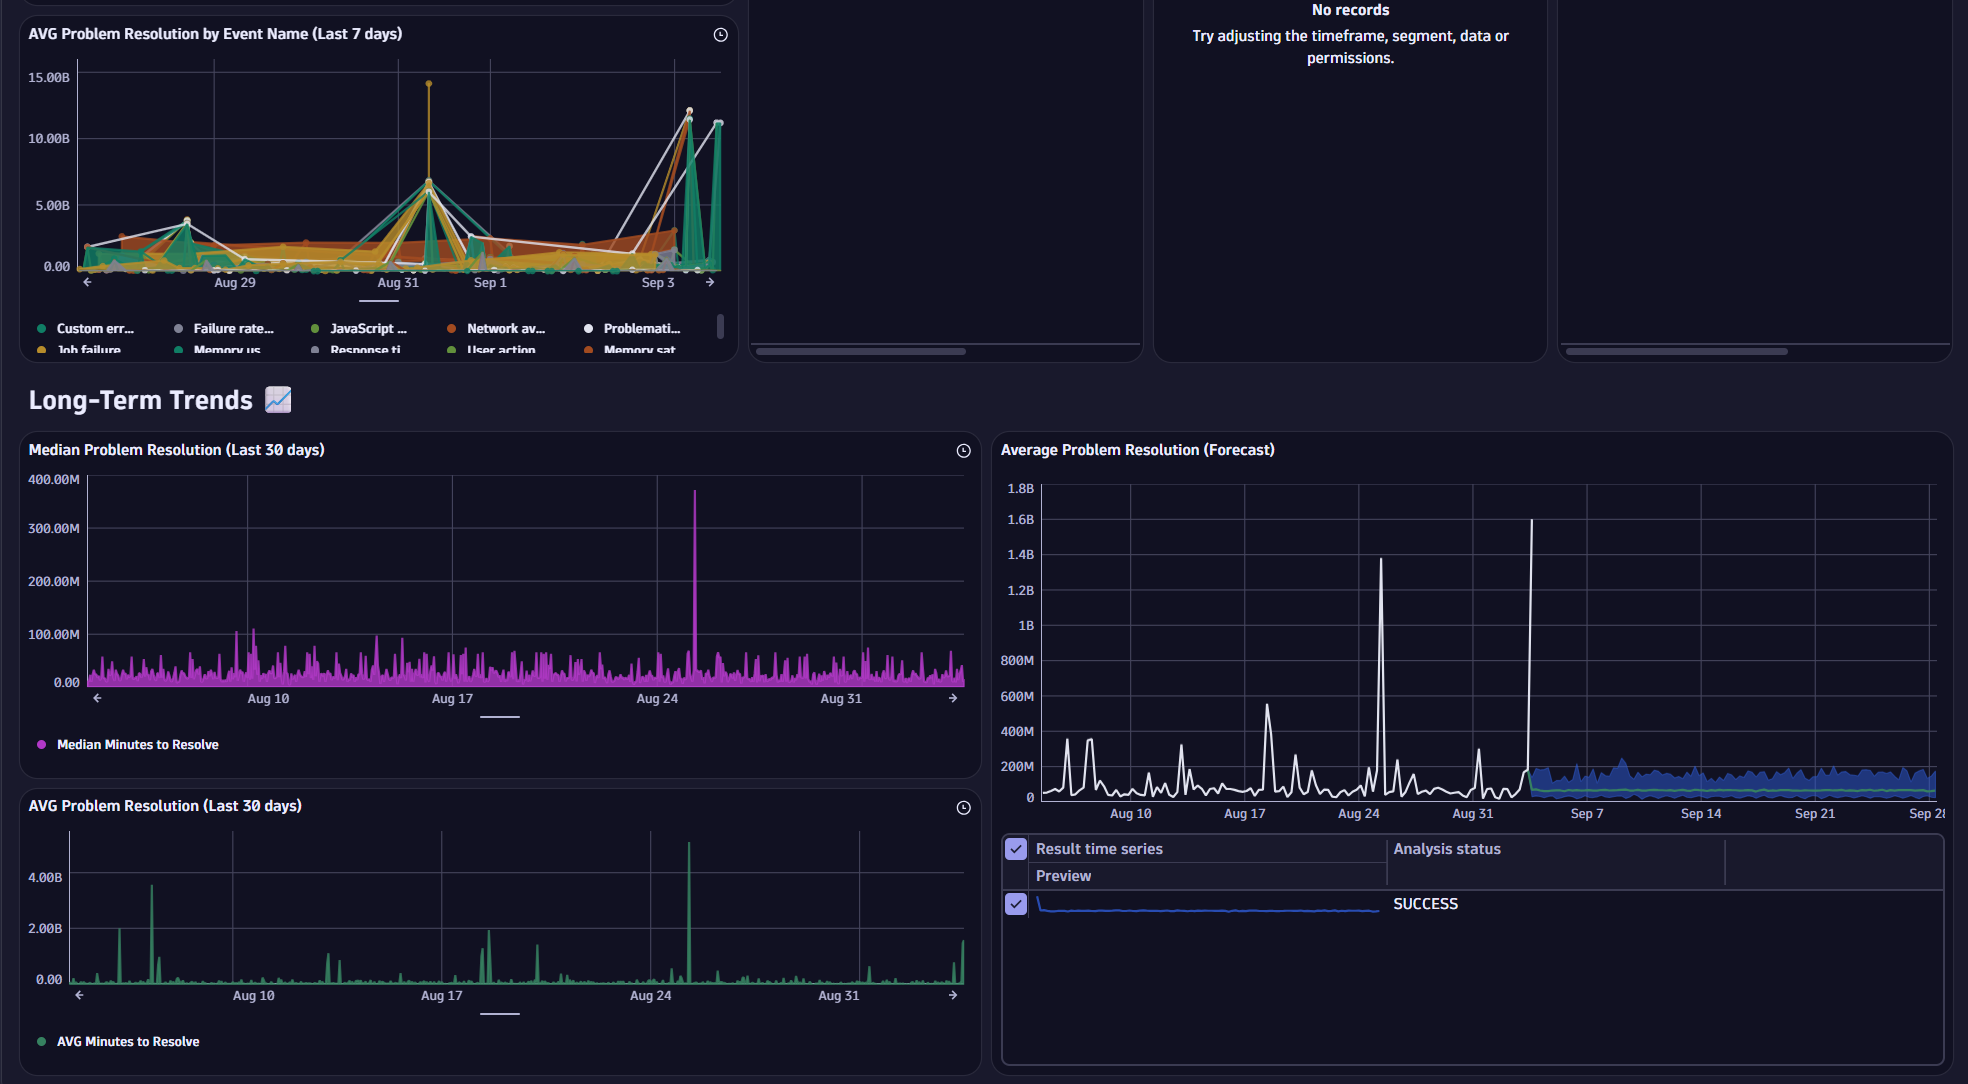 AVG Problem Resolution by Event Name (Last 7 days)
15.00B
10.00B
5.00B
0.00
Aug 29
Aug 31
Sep 1
Sep 3
Custom err...
Failure rate...
JavaScript ...
Network av...
Problemati...
Job failure
Memory us
Response ti
User action
Memory sat
No records
Try adjusting the timeframe, segment, data or
permissions.
Long-Term Trends
Median Problem Resolution (Last 30 days)
400.00M
300.00M
200.00M
100.00M
0.00
Aug 10
Aug 17
Aug 24
Aug 31
Median Minutes to Resolve
AVG Problem Resolution (Last 30 days)
4.00B
2.00B
0.00
Aug 10
Aug 17
Aug 24
Aug 31
AVG Minutes to Resolve
Average Problem Resolution (Forecast)
1.8B
1.6B
1.4B
1.2B
1B
800M
600M
400M
200M
0
Aug 10
Aug 17
Aug 24
Aug 31
Sep 7
Sep 14
Sep 21
Sep 28
Result time series
Analysis status
Preview
SUCCESS